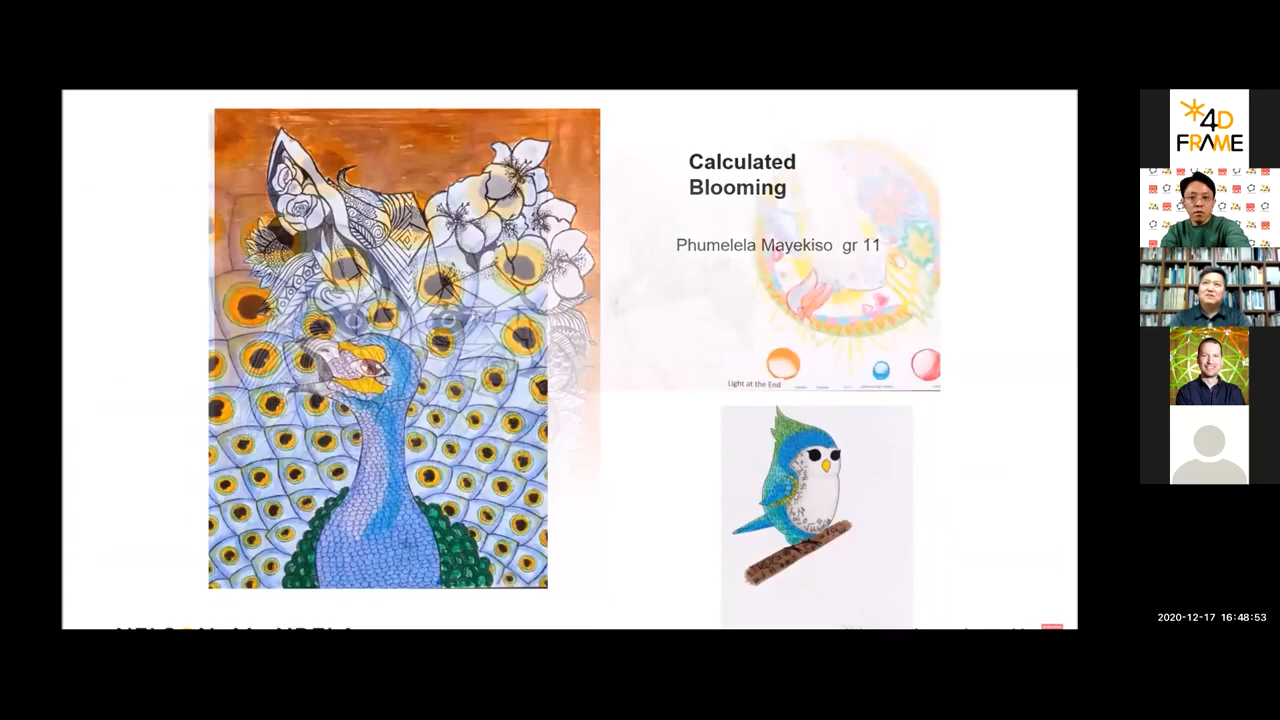 Calculated
Blooming
Phumelela Mayekiso gr 11
Light at the End
4D
FRAME
2020-12-17 16:48:53